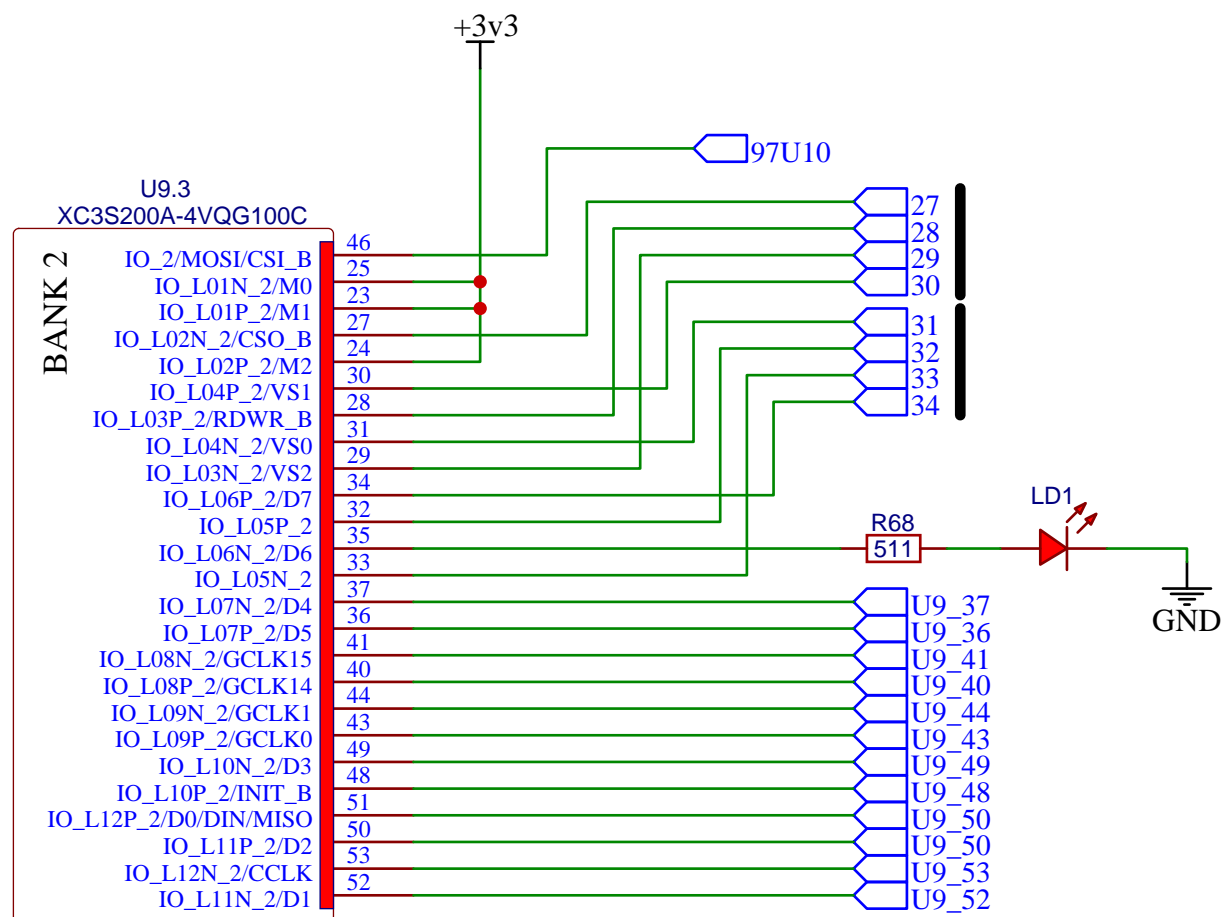 +3v3
97U10
U9.3
XC3S200A-4VQG100C
BANK 2
IO_2/MOSI/CSI_B 46
IO_L01N_2/M0 25
IO_L01P_2/M1 23
IO_L02N_2/CSO_B 27
IO_L02P_2/M2 24
IO_L04P_2/VS1 30
IO_L03P_2/RDWR_B 28
IO_L04N_2/VS0 31
IO_L03N_2/VS2 29
IO_L06P_2/D7 34
IO_L05P_2 32
IO_L06N_2/D6 35
IO_L05N_2 33
IO_L07N_2/D4 37
IO_L07P_2/D5 36
IO_L08N_2/GCLK15 41
IO_L08P_2/GCLK14 40
IO_L09N_2/GCLK1 44
IO_L09P_2/GCLK0 43
IO_L10N_2/D3 49
IO_L10P_2/INIT_B 48
IO_L12P_2/D0/DIN/MISO 51
IO_L11P_2/D2 50
IO_L12N_2/CCLK 53
IO_L11N_2/D1 52
27
28
29
30
31
32
33
34
R68
511
LD1
GND
U9_37
U9_36
U9_41
U9_40
U9_44
U9_43
U9_49
U9_48
U9_50
U9_50
U9_53
U9_52